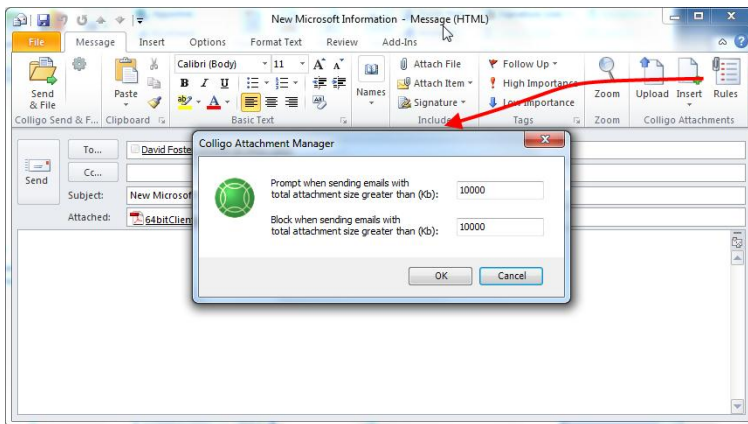 New Microsoft Information - Message (HTML)
File Message Insert Options Format Text Review Add-Ins
Calibri (Body) 11 A A Attach File Follow Up
Send & File Paste B I U Names Attach Item High Importance Zoom Upload Insert Rules
ab A Signature Low Importance
Colligo Send & F... Clipboard Basic Text Include Tags Zoom Colligo Attachments
To... David Foste
Send Cc...
Subject: New Microsof
Attached: 64bitClien
Colligo Attachment Manager
Prompt when sending emails with
total attachment size greater than (Kb): 10000
Block when sending emails with
total attachment size greater than (Kb): 10000
OK Cancel